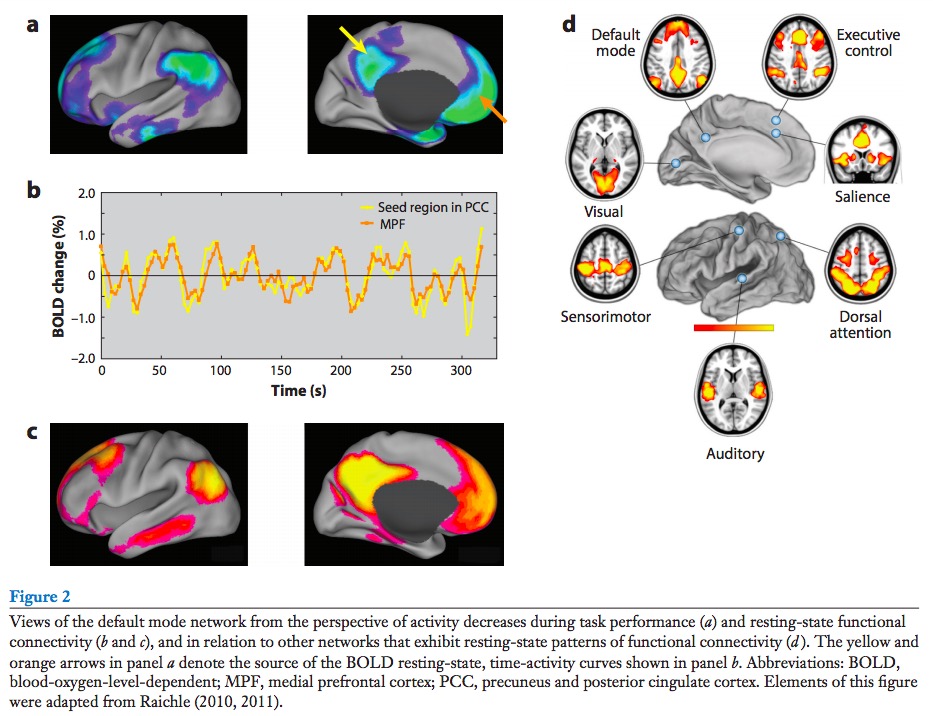 a
b
BOLD change (%)
2.0
1.0
0
–1.0
–2.0
Seed region in PCC
MPF
0
50
100
150
200
250
300
Time (s)
c
d
Default
mode
Executive
control
Visual
Salience
Sensorimotor
Dorsal
attention
Auditory
Figure 2
Views of the default mode network from the perspective of activity decreases during task performance (a) and resting-state functional
connectivity (b and c), and in relation to other networks that exhibit resting-state patterns of functional connectivity (d). The yellow and
orange arrows in panel a denote the source of the BOLD resting-state, time-activity curves shown in panel b. Abbreviations: BOLD,
blood-oxygen-level-dependent; MPF, medial prefrontal cortex; PCC, precuneus and posterior cingulate cortex. Elements of this figure
were adapted from Raichle (2010, 2011).